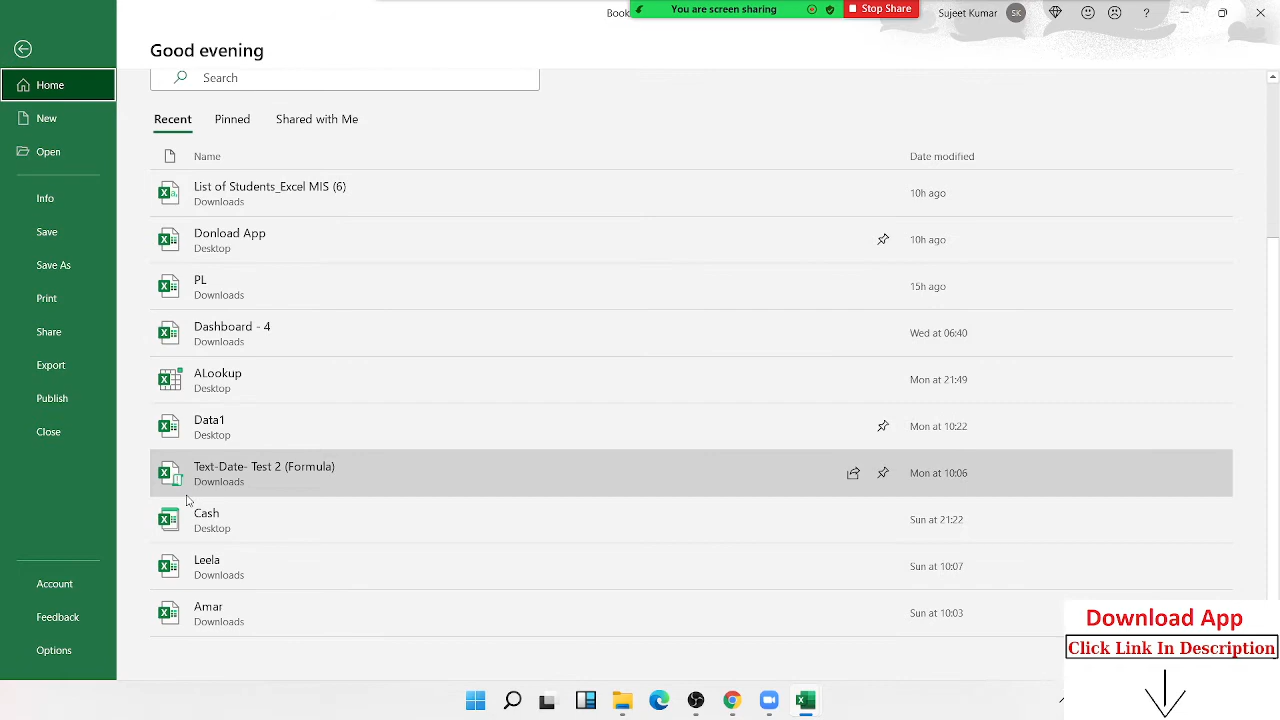 Book
You are screen sharing
Stop Share
Sujeet Kumar
SK
?
Good evening
Home
New
Open
Info
Save
Save As
Print
Share
Export
Publish
Close
Account
Feedback
Options
Search
Recent
Pinned
Shared with Me
Name
Date modified
List of Students_Excel MIS (6)
Downloads
10h ago
Donload App
Desktop
10h ago
PL
Downloads
15h ago
Dashboard - 4
Downloads
Wed at 06:40
ALookup
Desktop
Mon at 21:49
Data1
Desktop
Mon at 10:22
Text-Date- Test 2 (Formula)
Downloads
Mon at 10:06
Cash
Desktop
Sun at 21:22
Leela
Downloads
Sun at 10:07
Amar
Downloads
Sun at 10:03
Download App
Click Link In Description